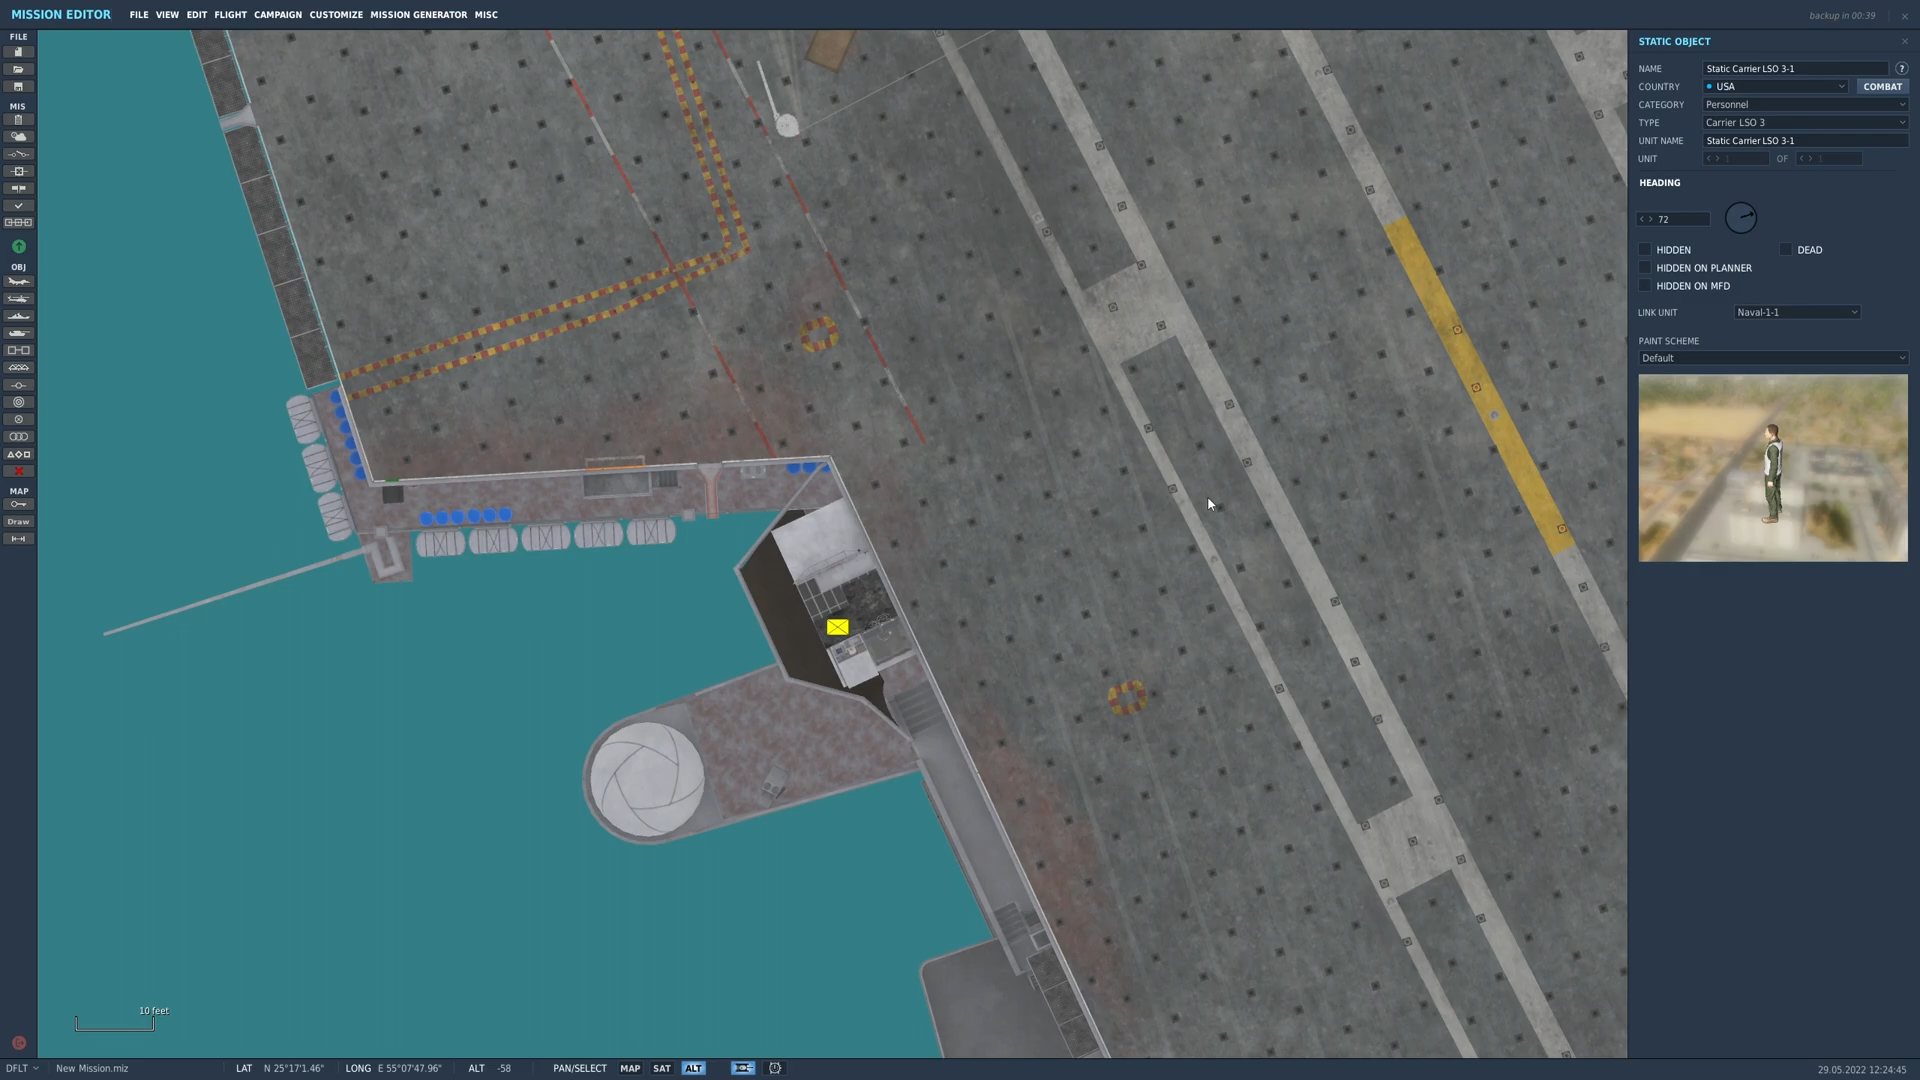 MISSION EDITOR
FILE VIEW EDIT FLIGHT CAMPAIGN CUSTOMIZE MISSION GENERATOR MISC
backup in 00:39
FILE
MIS
OBJ
MAP
Draw
STATIC OBJECT
NAME Static Carrier LSO 3-1 ?
COUNTRY USA COMBAT
CATEGORY Personnel
TYPE Carrier LSO 3
UNIT NAME Static Carrier LSO 3-1
UNIT < > 1 OF < > 1
HEADING
< > 72
HIDDEN DEAD
HIDDEN ON PLANNER
HIDDEN ON MFD
LINK UNIT Naval-1-1
PAINT SCHEME
Default
10 feet
DFLT New Mission.miz LAT N 25°17'1.46" LONG E 55°07'47.96" ALT -58 PAN/SELECT MAP SAT ALT
29.05.2022 12:24:45